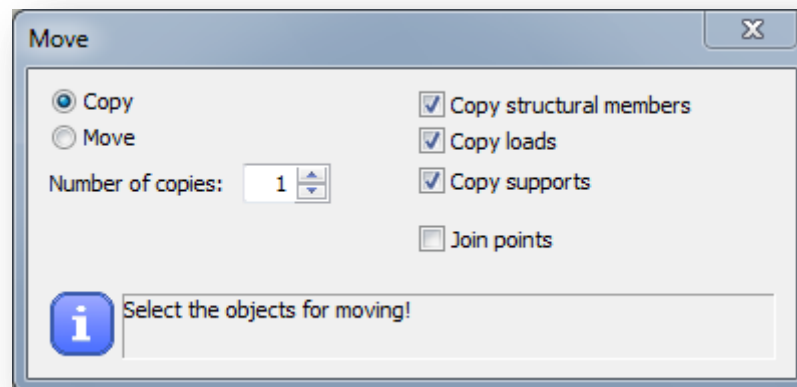 Move
Copy
Copy structural members
Move
Copy loads
Number of copies: 1
Copy supports
Join points
Select the objects for moving!